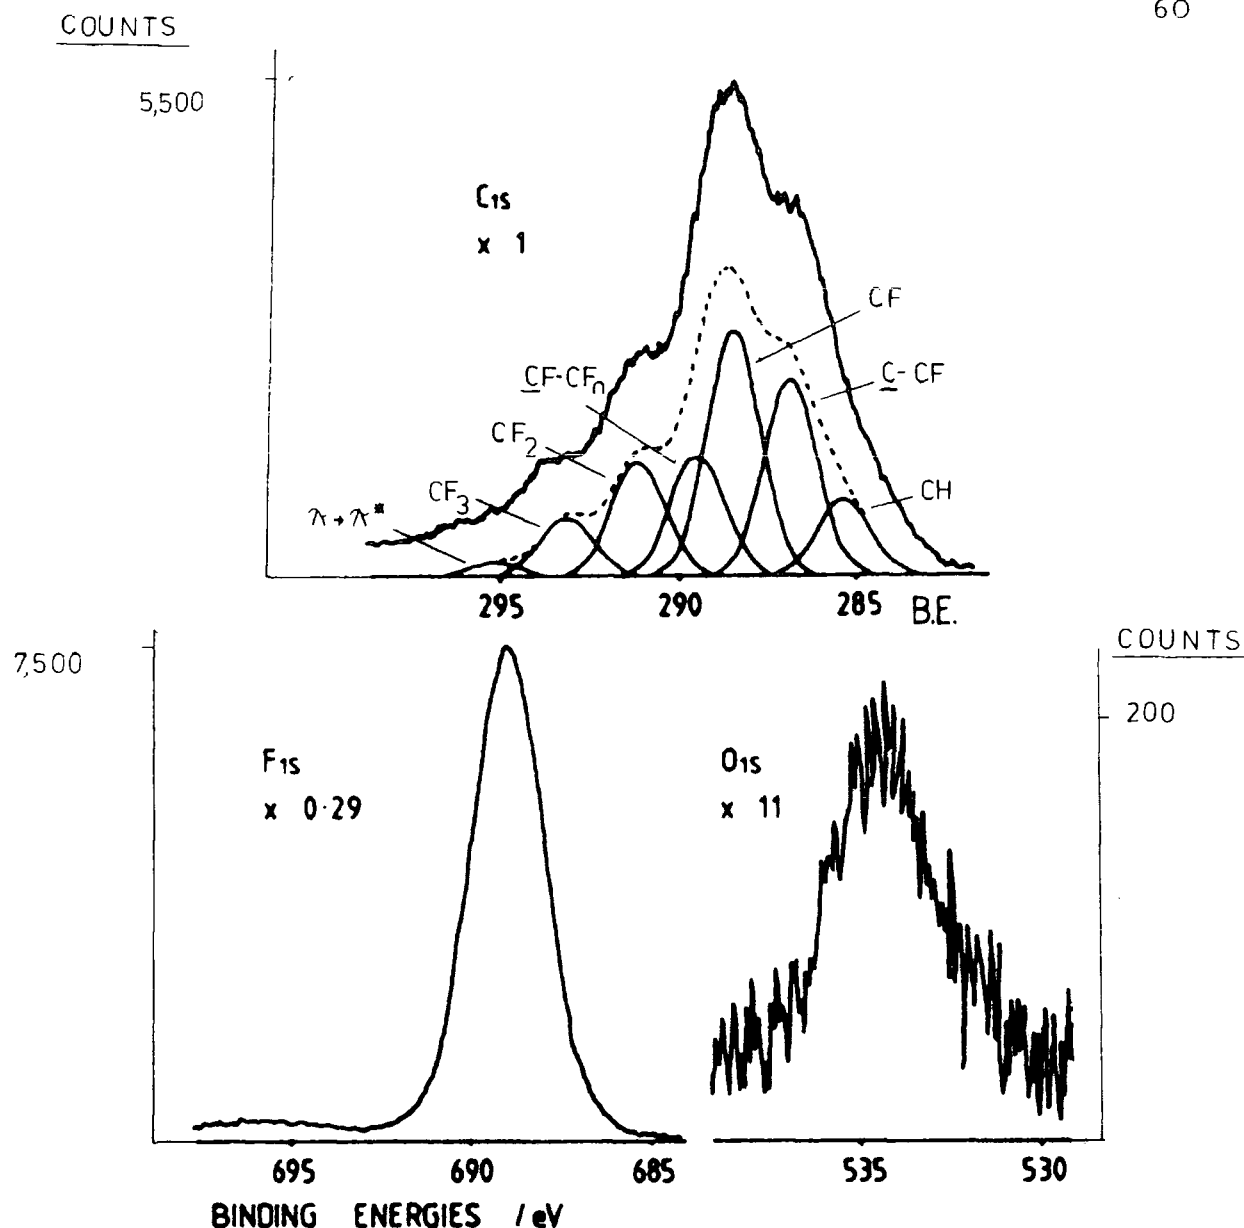 60
COUNTS
5,500
C1s
x 1
CF
C-CF
CF-CFn
CF2
CF3
π→π*
CH
295 290 285 B.E.
7,500
COUNTS
200
F1s
x 0·29
O1s
x 11
695 690 685 535 530
BINDING ENERGIES / eV